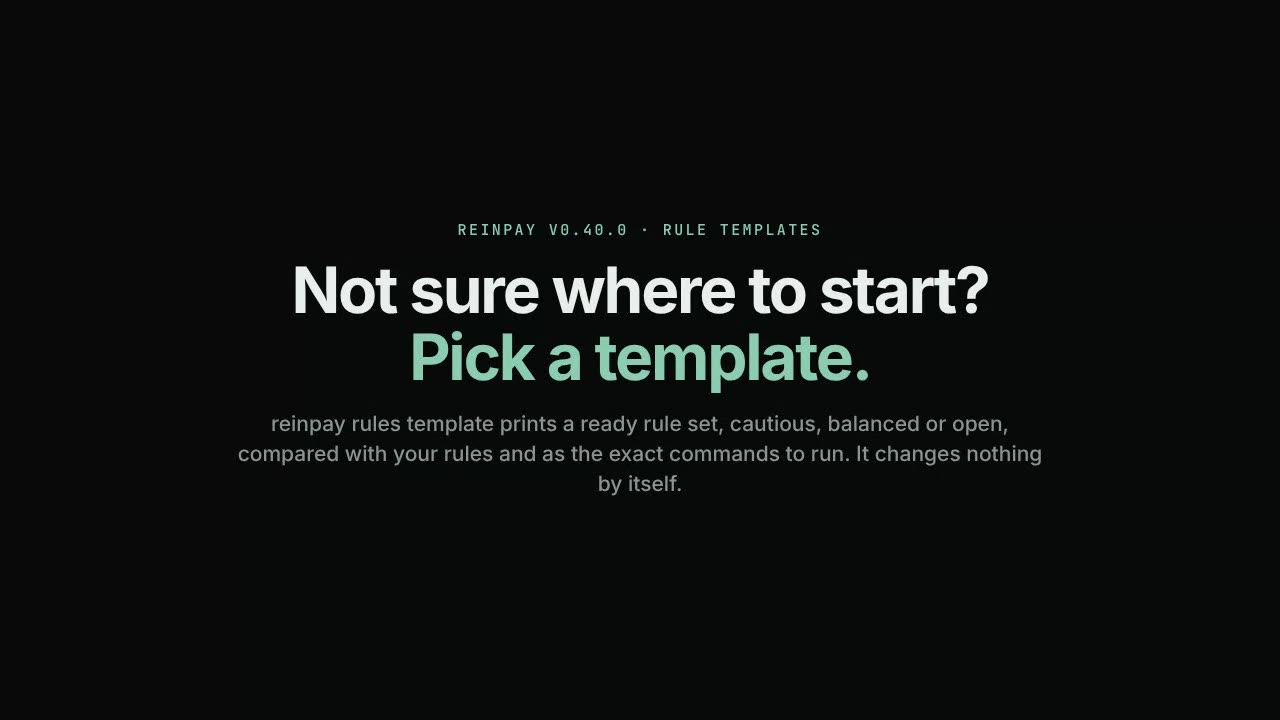 REINPAY V0.40.0 · RULE TEMPLATES
Not sure where to start?
Pick a template.
reinpay rules template prints a ready rule set, cautious, balanced or open,
compared with your rules and as the exact commands to run. It changes nothing
by itself.